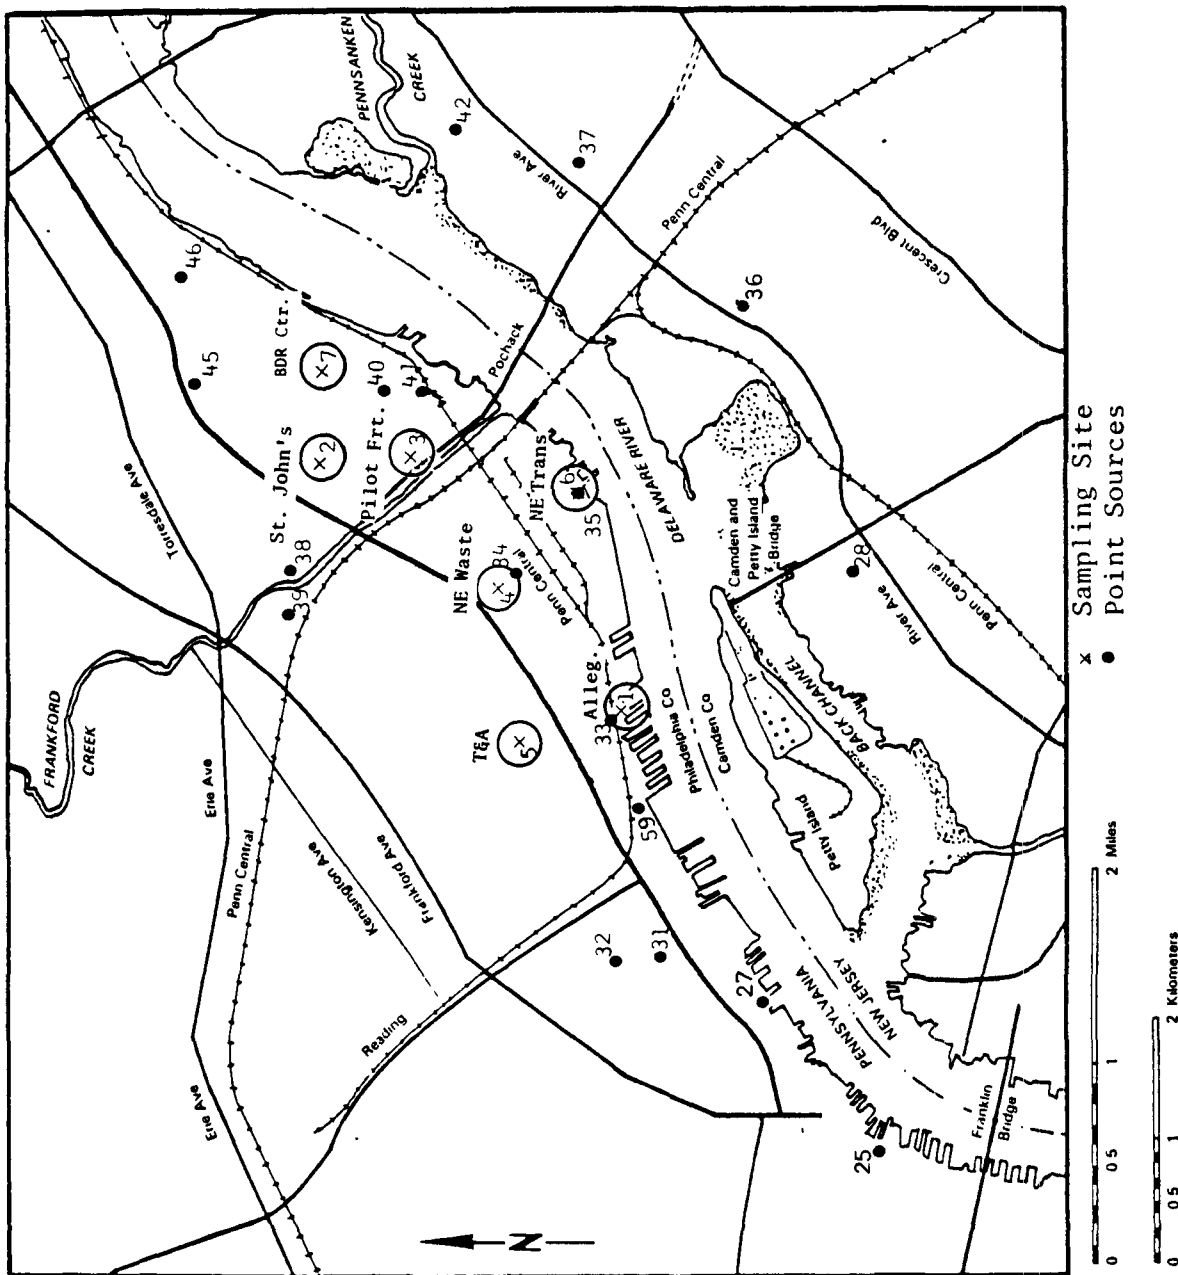 PENNSANKEN
CREEK
42
37
River Ave
Penn Central
Crescent Blvd
36
46
45
BDR Ctr.
7
40
41
Pochack
Torresdale Ave
St. John's
2
Pilot Frt.
3
38
39
FRANKFORD
CREEK
NE Waste
4
34
Penn Central
NE Trans
6
35
DELAWARE RIVER
Camden and
Petty Island
Bridge
28
River Ave
Penn Central
Erie Ave
Penn Central
Kensington Ave
Frankford Ave
T&A
5
Alleg.
33
1
Philadelphia Co
Camden Co
BACK CHANNEL
Petty Island
59
32
31
27
Reading
Erie Ave
PENNSYLVANIA
NEW JERSEY
25
Franklin
Bridge
N
x Sampling Site
● Point Sources
0 0 5 1 2 Miles
0 0 5 1 2 Kilometers